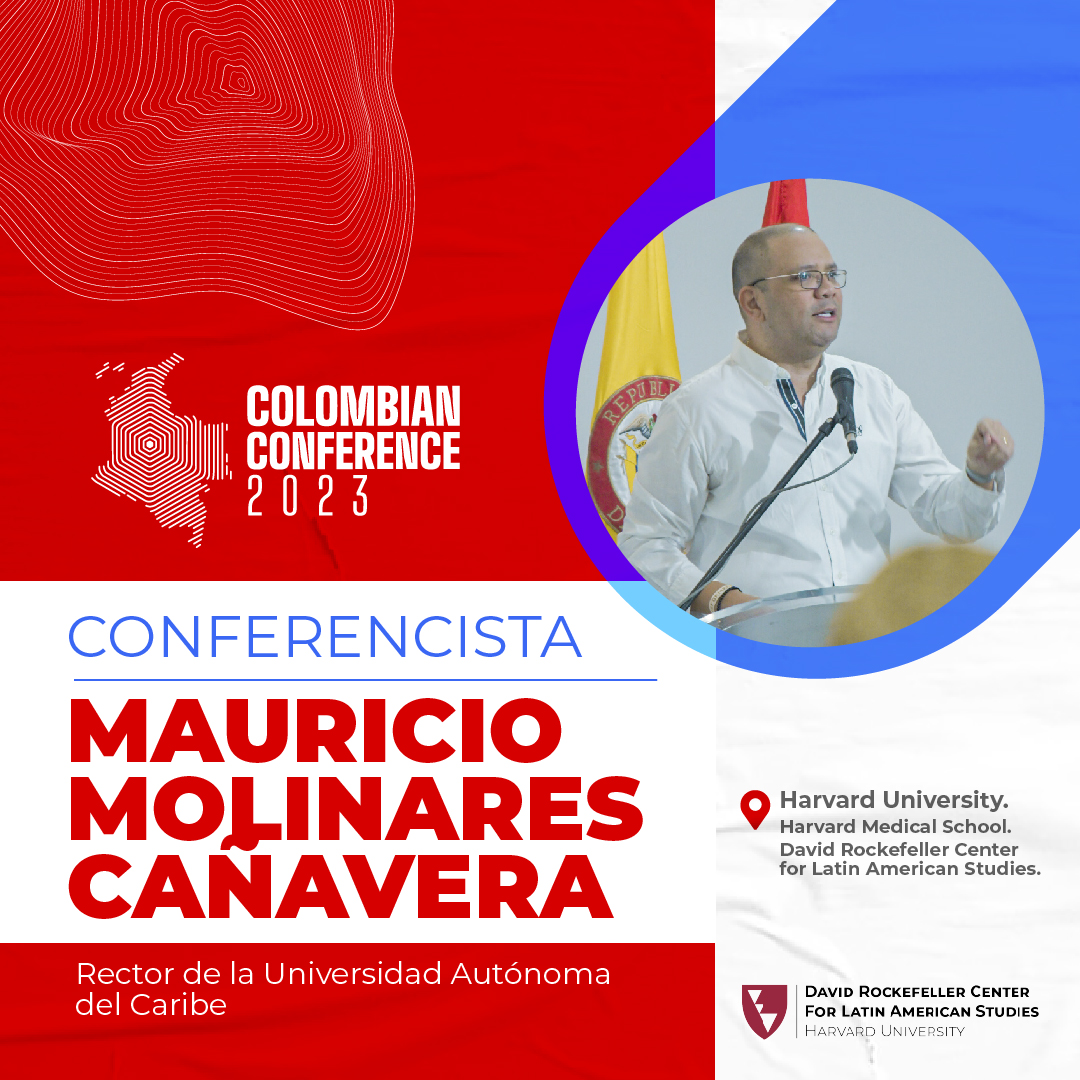 COLOMBIAN
CONFERENCE
2023
REPUBL
CONFERENCISTA
MAURICIO
MOLINARES
CAÑAVERA
Rector de la Universidad Autónoma
del Caribe
Harvard University.
Harvard Medical School.
David Rockefeller Center
for Latin American Studies.
DAVID ROCKEFELLER CENTER
FOR LATIN AMERICAN STUDIES
HARVARD UNIVERSITY